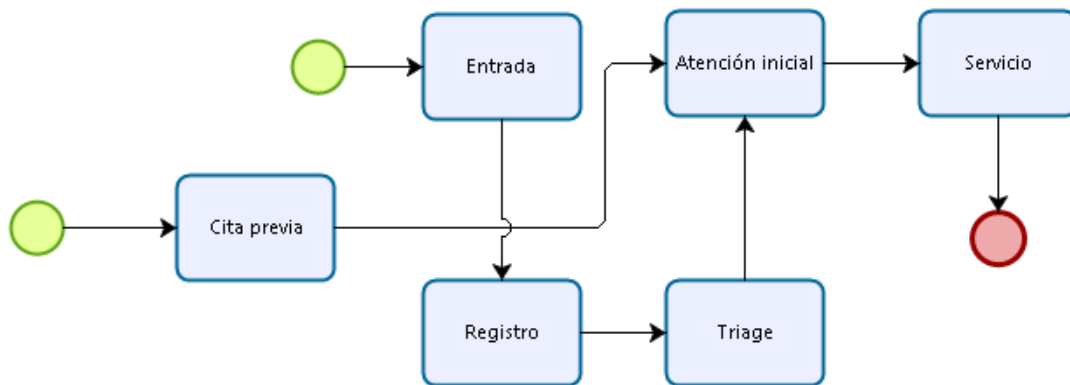 Entrada
Atención inicial
Servicio
Cita previa
Registro
Triage